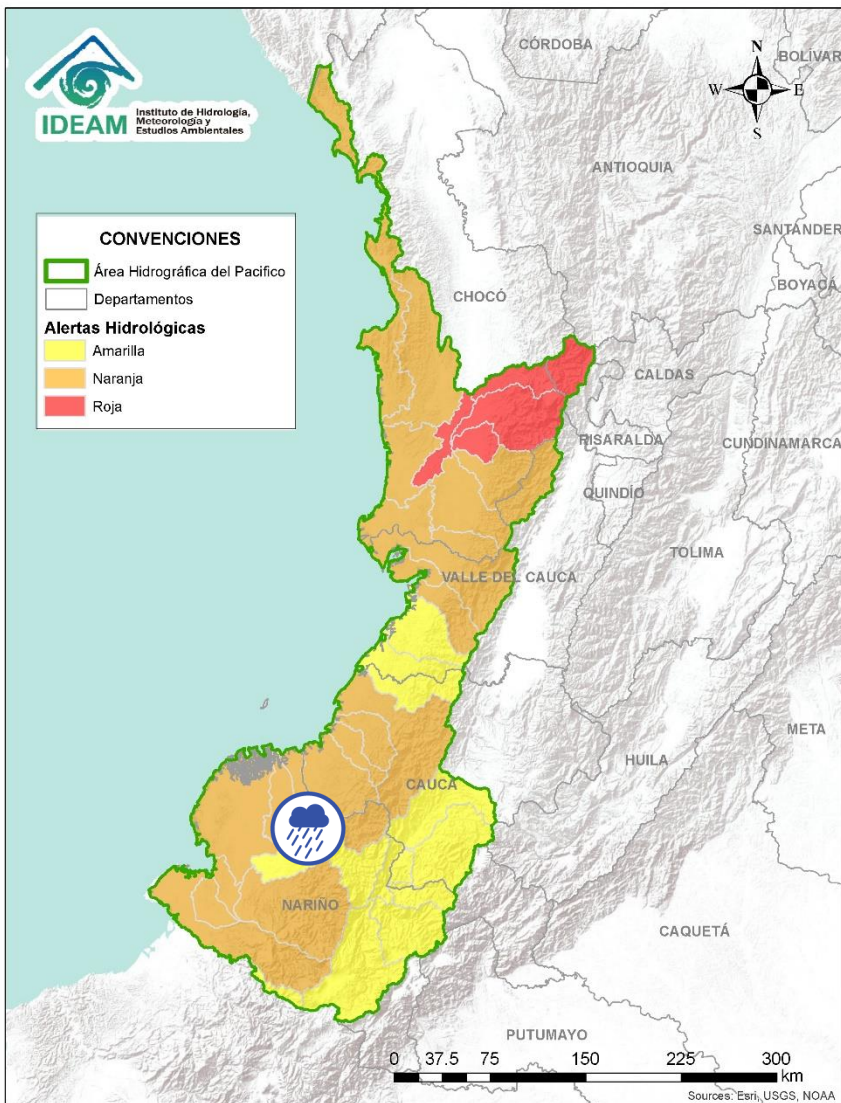 IDEAM
Instituto de Hidrología,
Meteorología y
Estudios Ambientales
CÓRDOBA
BOLÍVAR
N
W
E
S
ANTIOQUIA
SANTANDER
BOYACÁ
CONVENCIONES
Área Hidrográfica del Pacifico
Departamentos
Alertas Hidrológicas
Amarilla
Naranja
Roja
CHOCÓ
CALDAS
RISARALDA
CUNDINAMARCA
QUINDÍO
TOLIMA
VALLE DEL CAUCA
META
HUILA
CAUCA
NARIÑO
CAQUETÁ
PUTUMAYO
0 37.5 75 150 225 300
km
Sources: Esri, USGS, NOAA